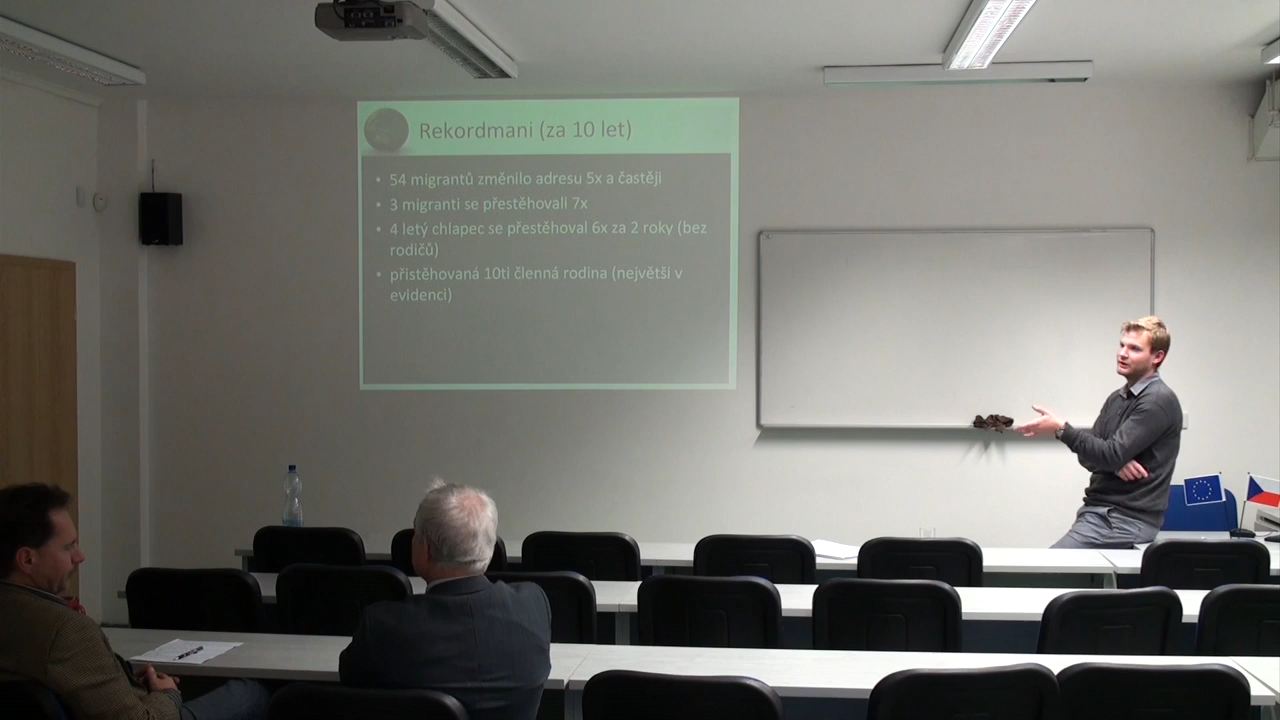 Rekordmani (za 10 let)
• 54 migrantů změnilo adresu 5x a častěji
• 3 migranti se přestěhovali 7x
• 4 letý chlapec se přestěhoval 6x za 2 roky (bez
rodičů)
• přistěhovaná 10ti členná rodina (největší v
evidenci)